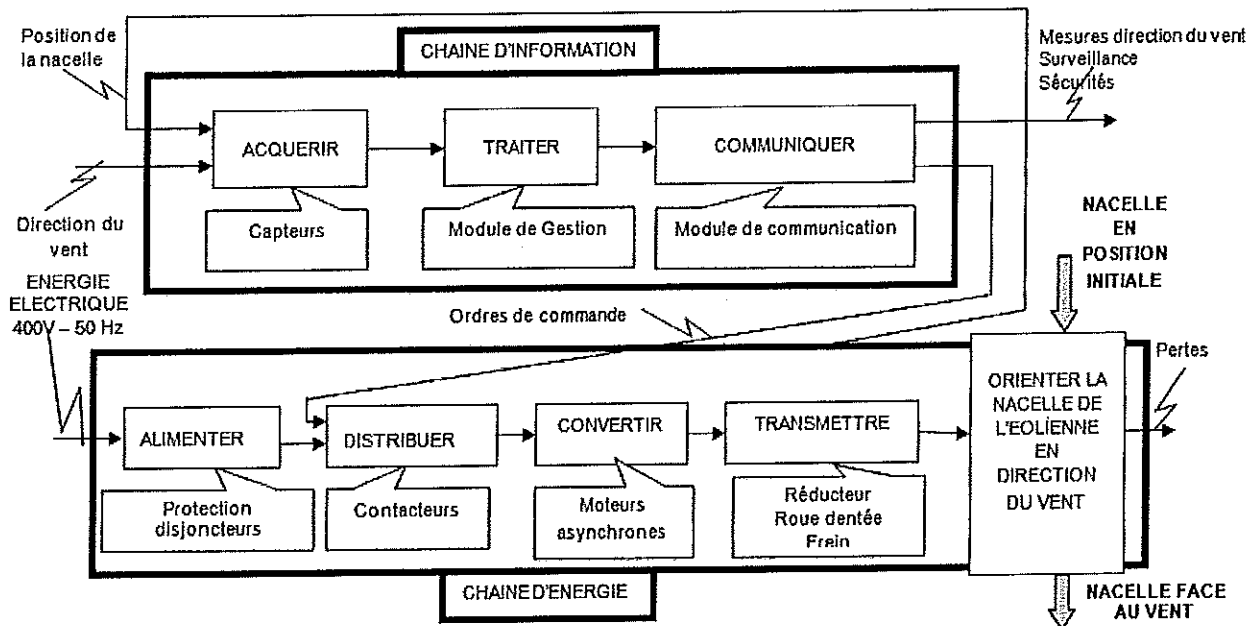 Position de
la nacelle
CHAINE D'INFORMATION
Mesures direction du vent
Surveillance
Sécurités
ACQUERIR
TRAITER
COMMUNIQUER
Capteurs
Module de Gestion
Module de communication
Direction du
vent
NACELLE
EN
POSITION
INITIALE
ENERGIE
ELECTRIQUE
400V – 50 Hz
Ordres de commande
Pertes
ALIMENTER
DISTRIBUER
CONVERTIR
TRANSMETTRE
ORIENTER LA
NACELLE DE
L'EOLIENNE
EN
DIRECTION
DU VENT
Protection
disjoncteurs
Contacteurs
Moteurs
asynchrones
Réducteur
Roue dentée
Frein
CHAINE D'ENERGIE
NACELLE FACE
AU VENT